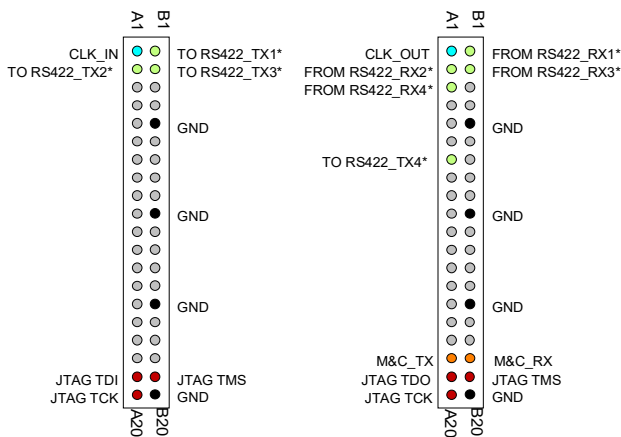 A1 B1
CLK_IN TO RS422_TX1*
TO RS422_TX2* TO RS422_TX3*
GND
GND
GND
JTAG TDI JTAG TMS
JTAG TCK GND
A20 B20
A1 B1
CLK_OUT FROM RS422_RX1*
FROM RS422_RX2* FROM RS422_RX3*
FROM RS422_RX4*
GND
TO RS422_TX4*
GND
GND
M&C_TX M&C_RX
JTAG TDO JTAG TMS
JTAG TCK GND
A20 B20